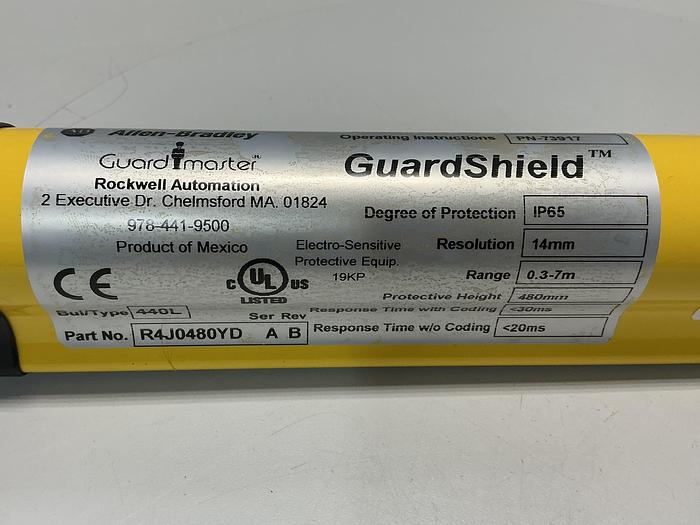 AB Allen-Bradley
Guardmaster
Rockwell Automation
2 Executive Dr. Chelmsford MA. 01824
978-441-9500
Product of Mexico
CE
C UL US
LISTED
Electro-Sensitive
Protective Equip.
19KP
Bul/Type 440L Ser Rev
Part No. R4J0480YD A B
Operating Instructions PN-73917
GuardShield™
Degree of Protection IP65
Resolution 14mm
Range 0.3-7m
Protective Height 480mm
Response Time with Coding <30ms
Response Time w/o Coding <20ms